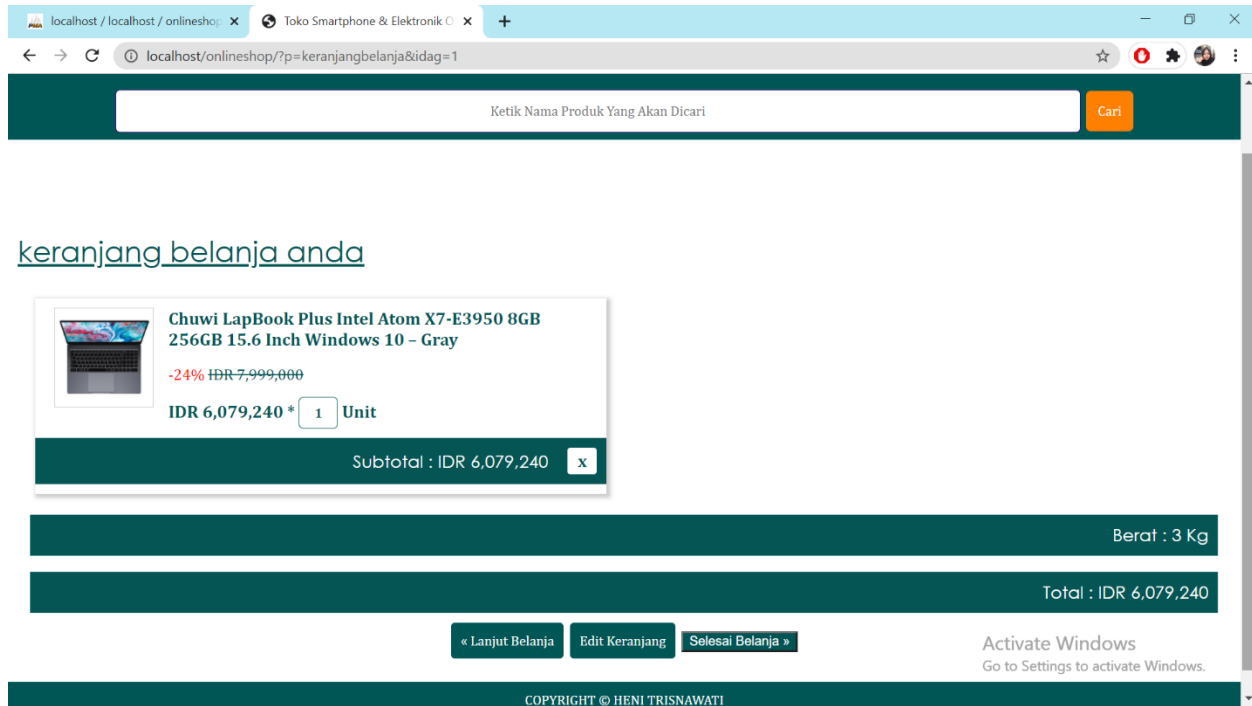 localhost / localhost / onlineshop
Toko Smartphone & Elektronik O
localhost/onlineshop/?p=keranjangbelanja&idag=1
Ketik Nama Produk Yang Akan Dicari
Cari
keranjang belanja anda
Chuwi LapBook Plus Intel Atom X7-E3950 8GB
256GB 15.6 Inch Windows 10 – Gray
-24% IDR 7,999,000
IDR 6,079,240 * 1 Unit
Subtotal : IDR 6,079,240 x
Berat : 3 Kg
Total : IDR 6,079,240
« Lanjut Belanja Edit Keranjang Selesai Belanja »
Activate Windows
Go to Settings to activate Windows.
COPYRIGHT © HENI TRISNAWATI